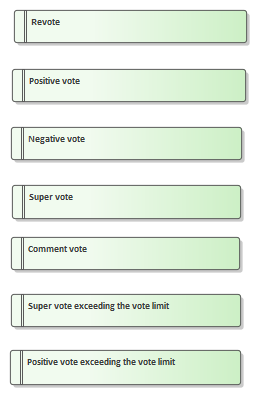 Revote
Positive vote
Negative vote
Super vote
Comment vote
Super vote exceeding the vote limit
Positive vote exceeding the vote limit